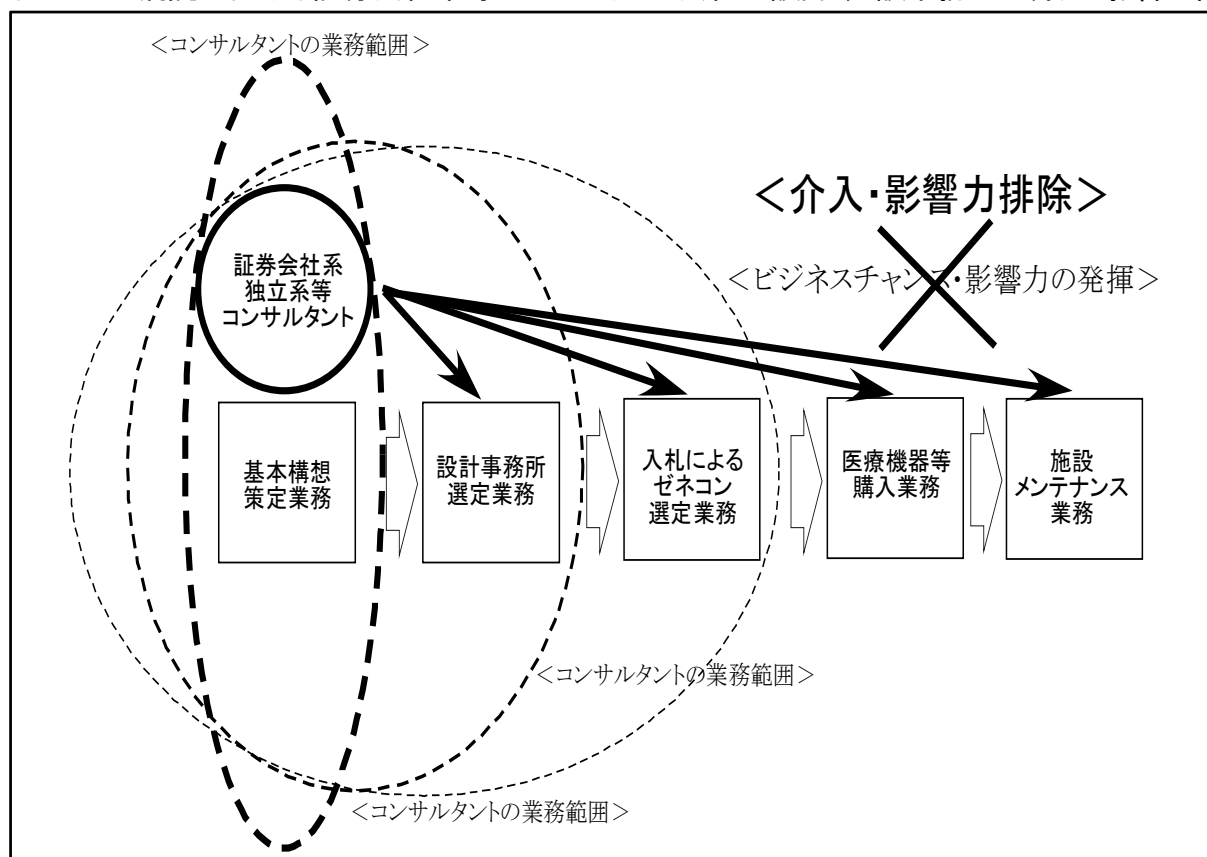 ＜コンサルタントの業務範囲＞
＜介入・影響力排除＞
証券会社系
独立系等
コンサルタント
＜ビジネスチャンス・影響力の発揮＞
基本構想
策定業務
設計事務所
選定業務
入札による
ゼネコン
選定業務
医療機器等
購入業務
施設
メンテナンス
業務
＜コンサルタントの業務範囲＞
＜コンサルタントの業務範囲＞